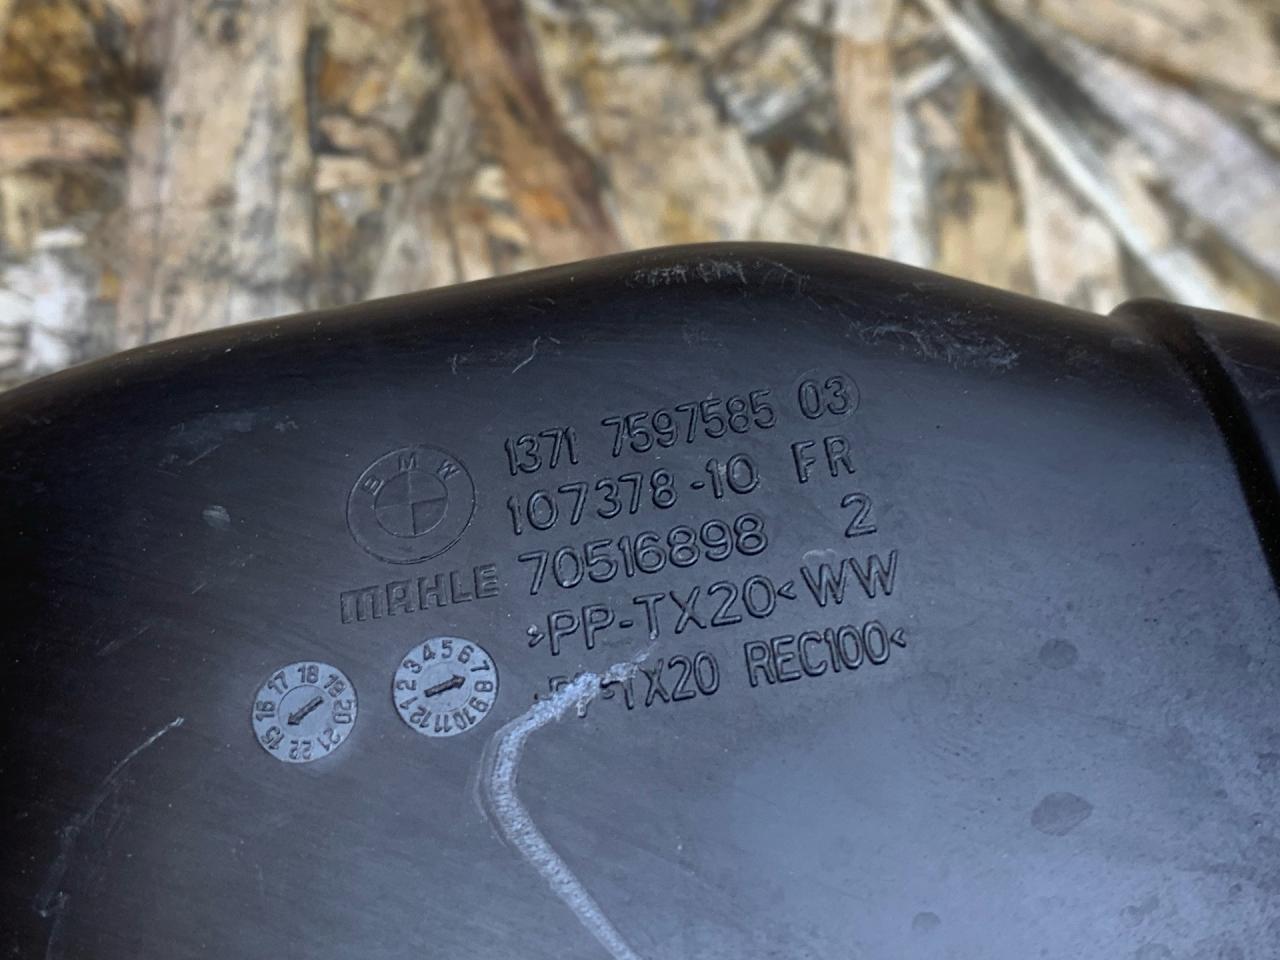 1371 7597585 03
BMW
107378-10 FR
70516898 2
MAHLE
>PP-TX20<WW
>PP-TX20 REC100<
15 16 17 18 19 20 21 22
1 2 3 4 5 6 7 8 9 10 11 12